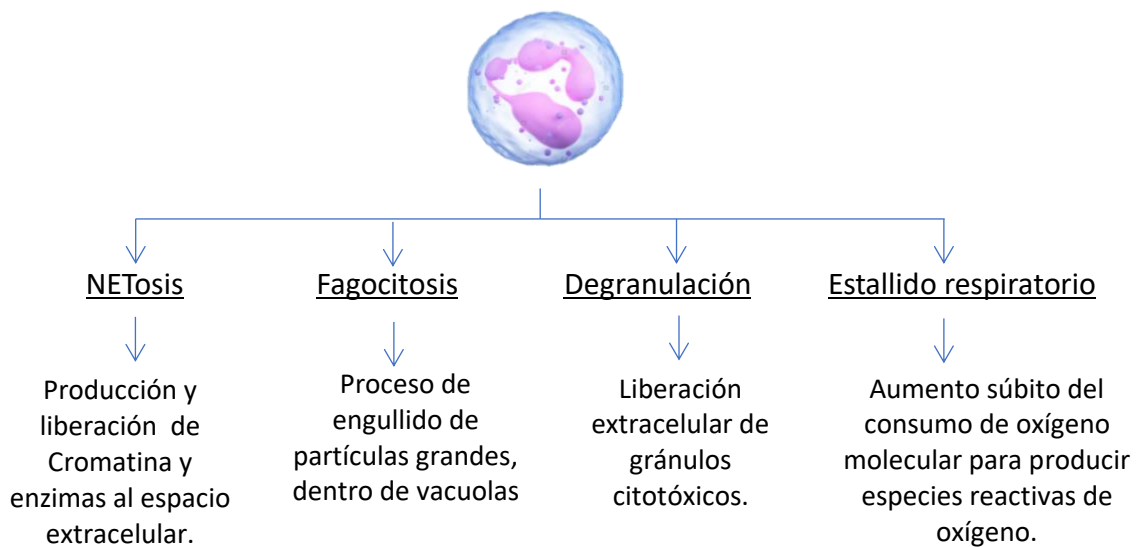 NETosis
Fagocitosis
Degranulación
Estallido respiratorio
Producción y
liberación de
Cromatina y
enzimas al espacio
extracelular.
Proceso de
engullido de
partículas grandes,
dentro de vacuolas
Liberación
extracelular de
gránulos
citotóxicos.
Aumento súbito del
consumo de oxígeno
molecular para producir
especies reactivas de
oxígeno.